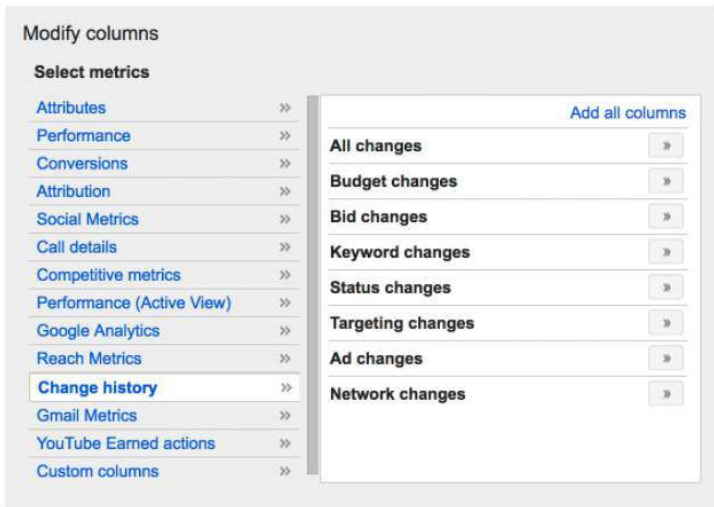 Modify columns
Select metrics
Attributes »
Performance »
Conversions »
Attribution »
Social Metrics »
Call details »
Competitive metrics »
Performance (Active View) »
Google Analytics »
Reach Metrics »
Change history »
Gmail Metrics »
YouTube Earned actions »
Custom columns »
Add all columns
All changes »
Budget changes »
Bid changes »
Keyword changes »
Status changes »
Targeting changes »
Ad changes »
Network changes »